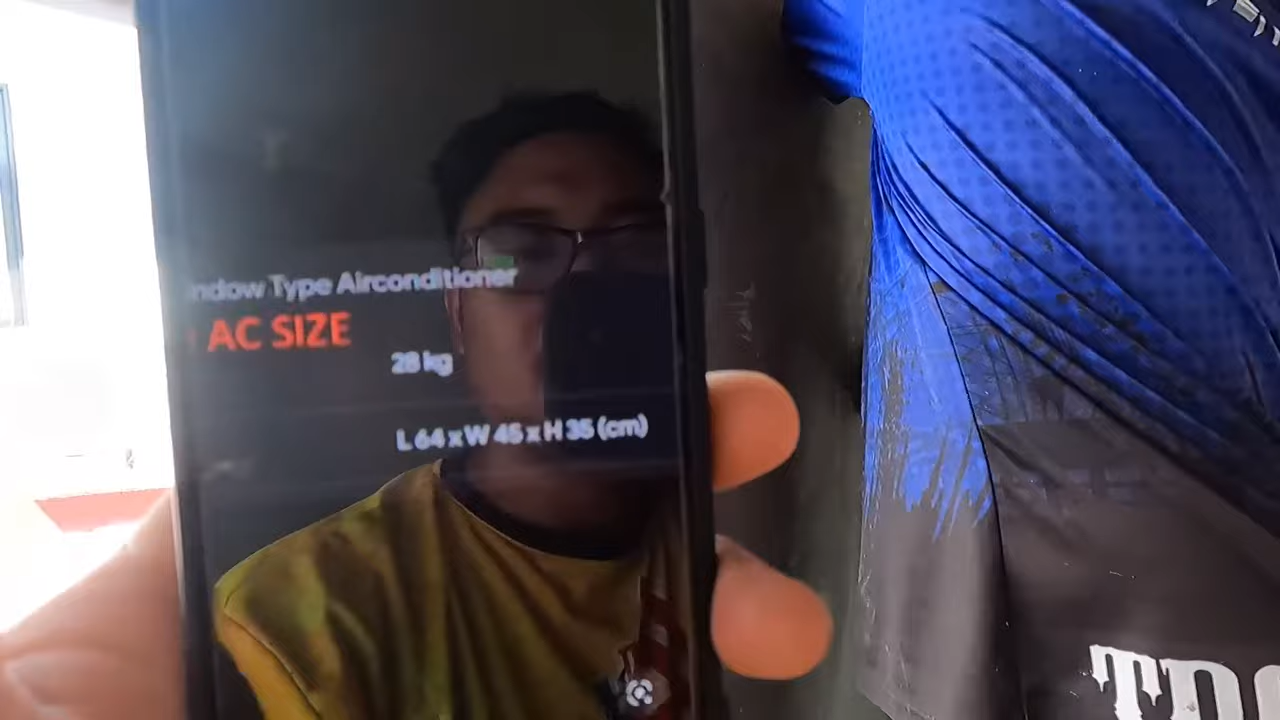 ndow Type Airconditioner
AC SIZE
28 kg
L 64 x W 45 x H 35 (cm)